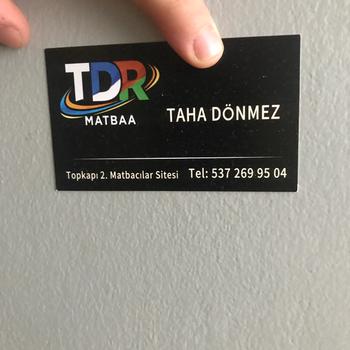 TDR
MATBAA
TAHA DÖNMEZ
Topkapı 2. Matbacılar Sitesi Tel: 537 269 95 04